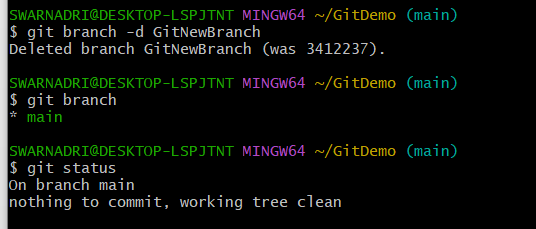 SWARNADRI@DESKTOP-LSPJTNT MINGW64 ~/GitDemo (main)
$ git branch -d GitNewBranch
Deleted branch GitNewBranch (was 3412237).
SWARNADRI@DESKTOP-LSPJTNT MINGW64 ~/GitDemo (main)
$ git branch
* main
SWARNADRI@DESKTOP-LSPJTNT MINGW64 ~/GitDemo (main)
$ git status
On branch main
nothing to commit, working tree clean